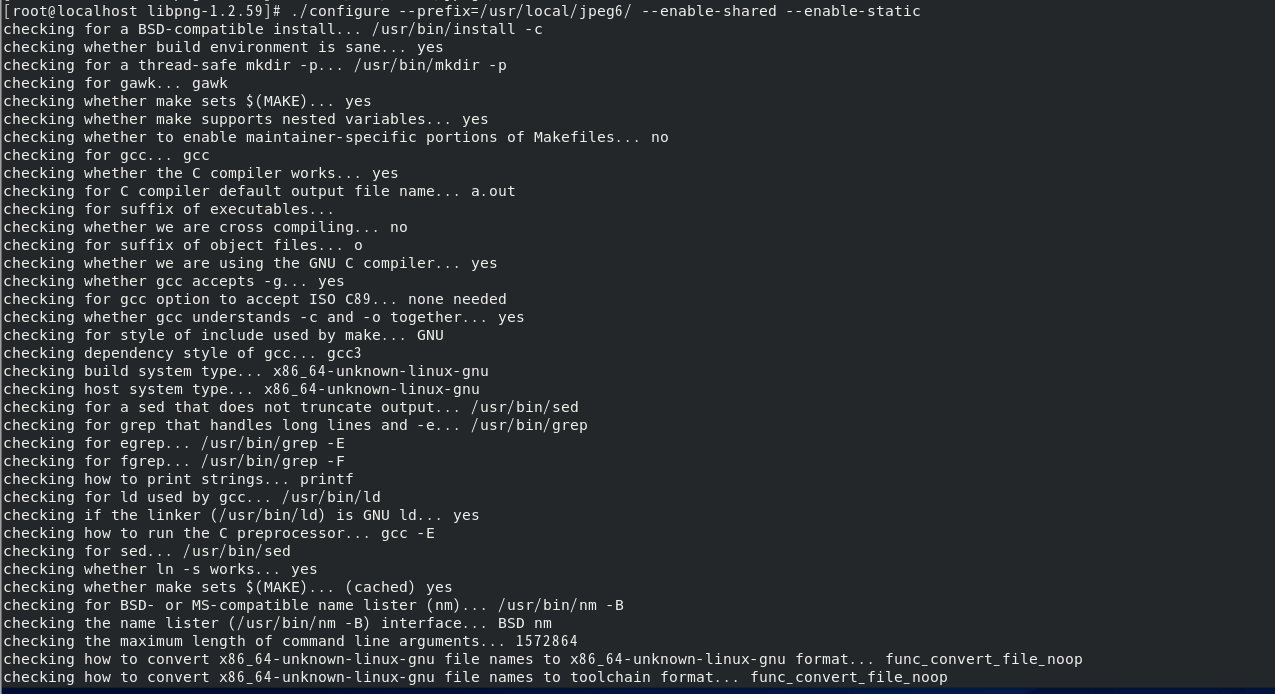 [root@localhost libpng-1.2.59]# ./configure --prefix=/usr/local/jpeg6/ --enable-shared --enable-static
checking for a BSD-compatible install... /usr/bin/install -c
checking whether build environment is sane... yes
checking for a thread-safe mkdir -p... /usr/bin/mkdir -p
checking for gawk... gawk
checking whether make sets $(MAKE)... yes
checking whether make supports nested variables... yes
checking whether to enable maintainer-specific portions of Makefiles... no
checking for gcc... gcc
checking whether the C compiler works... yes
checking for C compiler default output file name... a.out
checking for suffix of executables...
checking whether we are cross compiling... no
checking for suffix of object files... o
checking whether we are using the GNU C compiler... yes
checking whether gcc accepts -g... yes
checking for gcc option to accept ISO C89... none needed
checking whether gcc understands -c and -o together... yes
checking for style of include used by make... GNU
checking dependency style of gcc... gcc3
checking build system type... x86_64-unknown-linux-gnu
checking host system type... x86_64-unknown-linux-gnu
checking for a sed that does not truncate output... /usr/bin/sed
checking for grep that handles long lines and -e... /usr/bin/grep
checking for egrep... /usr/bin/grep -E
checking for fgrep... /usr/bin/grep -F
checking how to print strings... printf
checking for ld used by gcc... /usr/bin/ld
checking if the linker (/usr/bin/ld) is GNU ld... yes
checking how to run the C preprocessor... gcc -E
checking for sed... /usr/bin/sed
checking whether ln -s works... yes
checking whether make sets $(MAKE)... (cached) yes
checking for BSD- or MS-compatible name lister (nm)... /usr/bin/nm -B
checking the name lister (/usr/bin/nm -B) interface... BSD nm
checking the maximum length of command line arguments... 1572864
checking how to convert x86_64-unknown-linux-gnu file names to x86_64-unknown-linux-gnu format... func_convert_file_noop
checking how to convert x86_64-unknown-linux-gnu file names to toolchain format... func_convert_file_noop